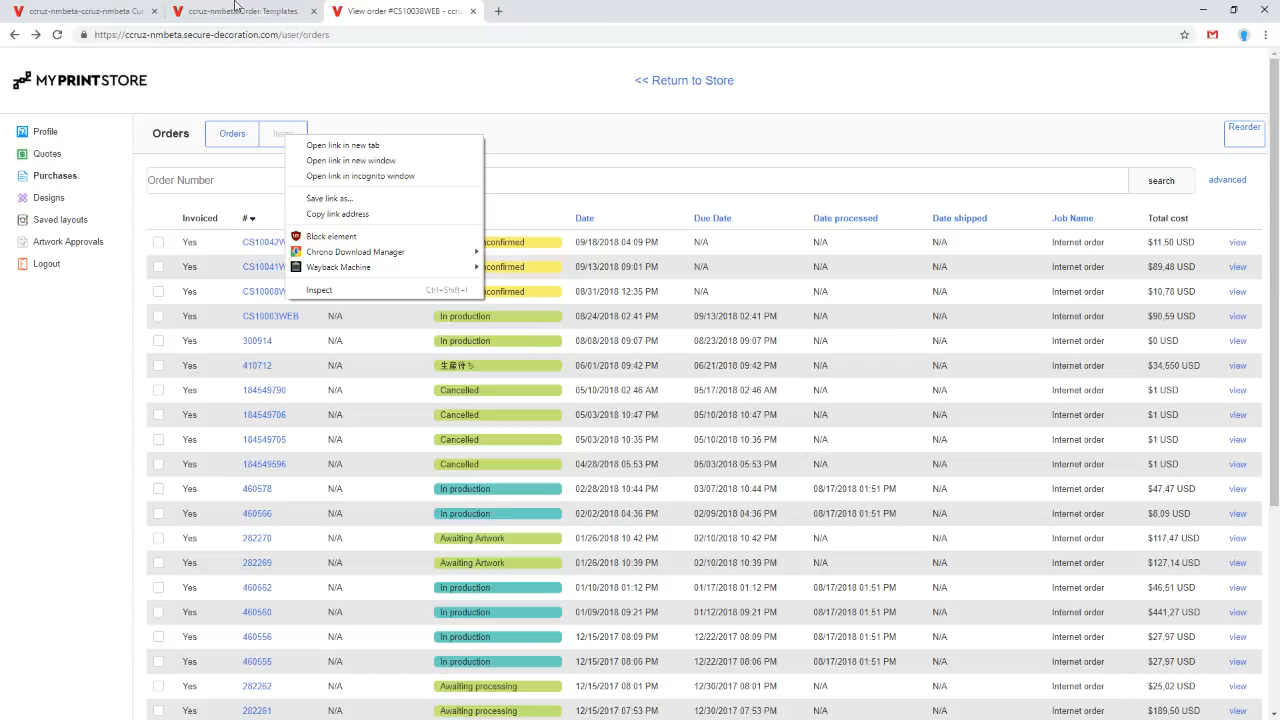 ccruz-nmbeta-ccruz-nmbeta Cu
ccruz-nmbeta Order Templates
View order #CS10038WEB - ccru
https://ccruz-nmbeta.secure-decoration.com/user/orders
MYPRINTSTORE
<< Return to Store
Profile
Quotes
Purchases
Designs
Saved layouts
Artwork Approvals
Logout
Orders Orders Items Reorder
Open link in new tab
Open link in new window
Open link in incognito window
Save link as...
Copy link address
Block element
Chrono Download Manager
Wayback Machine
Inspect Ctrl+Shift+I
Order Number search advanced
Invoiced # Date Due Date Date processed Date shipped Job Name Total cost
Yes CS10042W confirmed 09/18/2018 04:09 PM N/A N/A Internet order $11,50 USD view
Yes CS10041W confirmed 09/13/2018 09:01 PM N/A N/A Internet order $89,48 USD view
Yes CS10008W confirmed 08/31/2018 12:35 PM N/A N/A Internet order $10,78 USD view
Yes CS10003WEB N/A In production 08/24/2018 02:41 PM 09/13/2018 02:41 PM N/A N/A Internet order $90,59 USD view
Yes 300914 N/A In production 08/08/2018 09:07 PM 08/23/2018 09:07 PM N/A N/A Internet order $0 USD view
Yes 410712 N/A 生産待ち 06/01/2018 09:42 PM 06/21/2018 09:42 PM N/A N/A Internet order $34,550 USD view
Yes 184549790 N/A Cancelled 05/10/2018 02:46 AM 05/17/2018 02:46 AM N/A N/A Internet order $1 USD view
Yes 184549706 N/A Cancelled 05/03/2018 10:47 PM 05/10/2018 10:47 PM N/A N/A Internet order $1 USD view
Yes 184549705 N/A Cancelled 05/03/2018 10:35 PM 05/10/2018 10:35 PM N/A N/A Internet order $1 USD view
Yes 184549596 N/A Cancelled 04/28/2018 05:53 PM 05/03/2018 05:53 PM N/A N/A Internet order $1 USD view
Yes 460578 N/A In production 02/28/2018 10:44 PM 03/07/2018 10:44 PM 08/17/2018 01:51 PM N/A Internet order $47,47 USD view
Yes 460566 N/A In production 02/02/2018 04:36 PM 02/09/2018 04:36 PM 08/17/2018 01:51 PM N/A Internet order $8,09 USD view
Yes 282270 N/A Awaiting Artwork 01/26/2018 10:42 PM 02/10/2018 10:42 PM N/A N/A Internet order $117,47 USD view
Yes 282269 N/A Awaiting Artwork 01/26/2018 10:39 PM 02/10/2018 10:39 PM N/A N/A Internet order $127,14 USD view
Yes 460562 N/A In production 01/10/2018 01:12 PM 01/17/2018 01:12 PM 08/17/2018 01:51 PM N/A Internet order $46,51 USD view
Yes 460560 N/A In production 01/09/2018 09:21 PM 01/12/2018 09:21 PM 08/17/2018 01:51 PM N/A Internet order $441,27 USD view
Yes 460556 N/A In production 12/15/2017 08:09 PM 12/22/2017 08:09 PM 08/17/2018 01:51 PM N/A Internet order $27,97 USD view
Yes 460555 N/A In production 12/15/2017 08:06 PM 12/22/2017 08:06 PM 08/17/2018 01:51 PM N/A Internet order $27,97 USD view
Yes 282262 N/A Awaiting processing 12/15/2017 08:01 PM 12/30/2017 08:01 PM N/A N/A Internet order $25,02 USD view
Yes 282261 N/A Awaiting processing 12/15/2017 07:53 PM 12/30/2017 07:53 PM N/A N/A Internet order $189,50 USD view